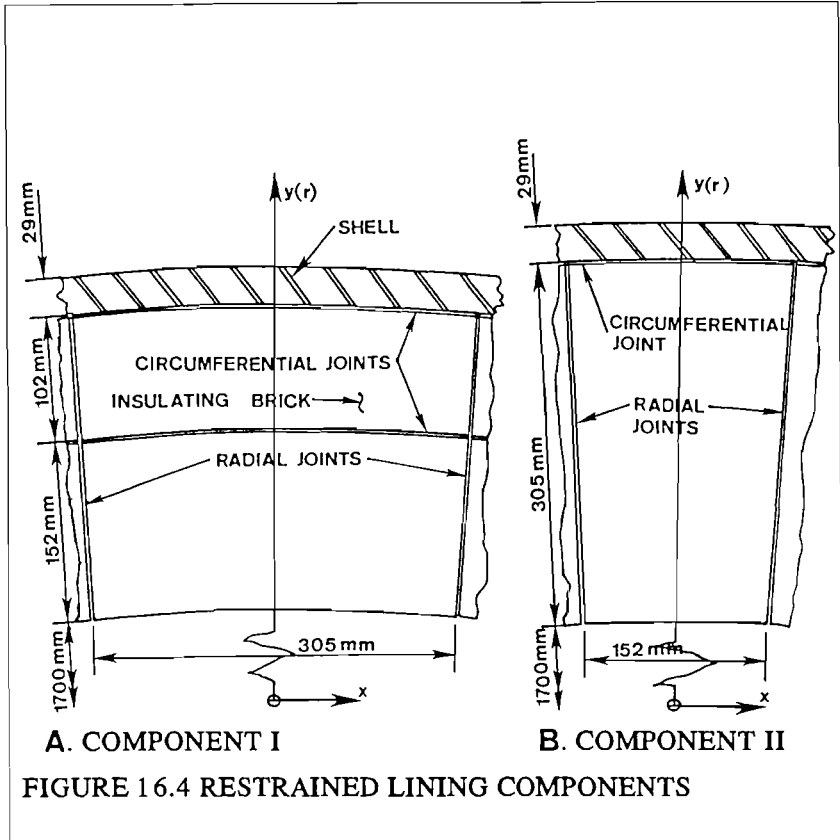 29mm
y(r)
SHELL
102mm
CIRCUMFERENTIAL JOINTS
INSULATING BRICK
152mm
RADIAL JOINTS
1700mm
305mm
x
A. COMPONENT I
29mm
y(r)
CIRCUMFERENTIAL
JOINT
305mm
RADIAL
JOINTS
1700mm
152mm
x
B. COMPONENT II
FIGURE 16.4 RESTRAINED LINING COMPONENTS